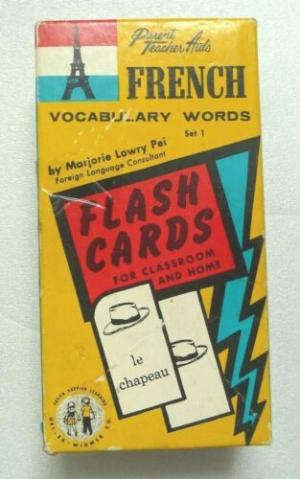 Parent
Teacher Aids
FRENCH
VOCABULARY WORDS
Set 1
by Marjorie Lowry Pei
Foreign Language Consultant
FLASH
CARDS
FOR CLASSROOM
AND HOME
le
chapeau